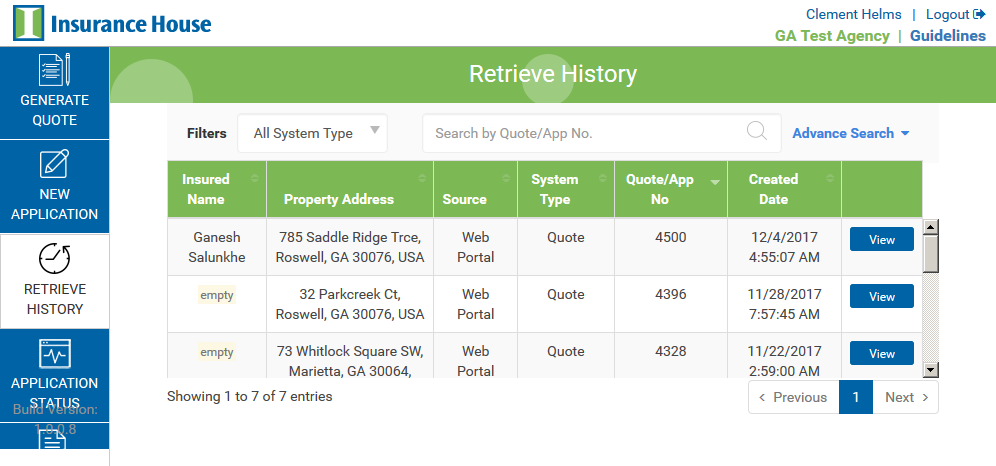 Insurance House
Clement Helms | Logout
GA Test Agency | Guidelines
GENERATE
QUOTE
NEW
APPLICATION
RETRIEVE
HISTORY
APPLICATION
STATUS
Build Version:
1.0.0.8
Retrieve History
Filters All System Type Search by Quote/App No. Advance Search
Insured Name Property Address Source System Type Quote/App No Created Date
Ganesh 785 Saddle Ridge Trce, Web Quote 4500 12/4/2017 View
Salunkhe Roswell, GA 30076, USA Portal 4:55:07 AM
empty 32 Parkcreek Ct, Web Quote 4396 11/28/2017 View
Roswell, GA 30076, USA Portal 7:57:45 AM
empty 73 Whitlock Square SW, Web Quote 4328 11/22/2017 View
Marietta, GA 30064, Portal 2:59:00 AM
Showing 1 to 7 of 7 entries
‹ Previous 1 Next ›